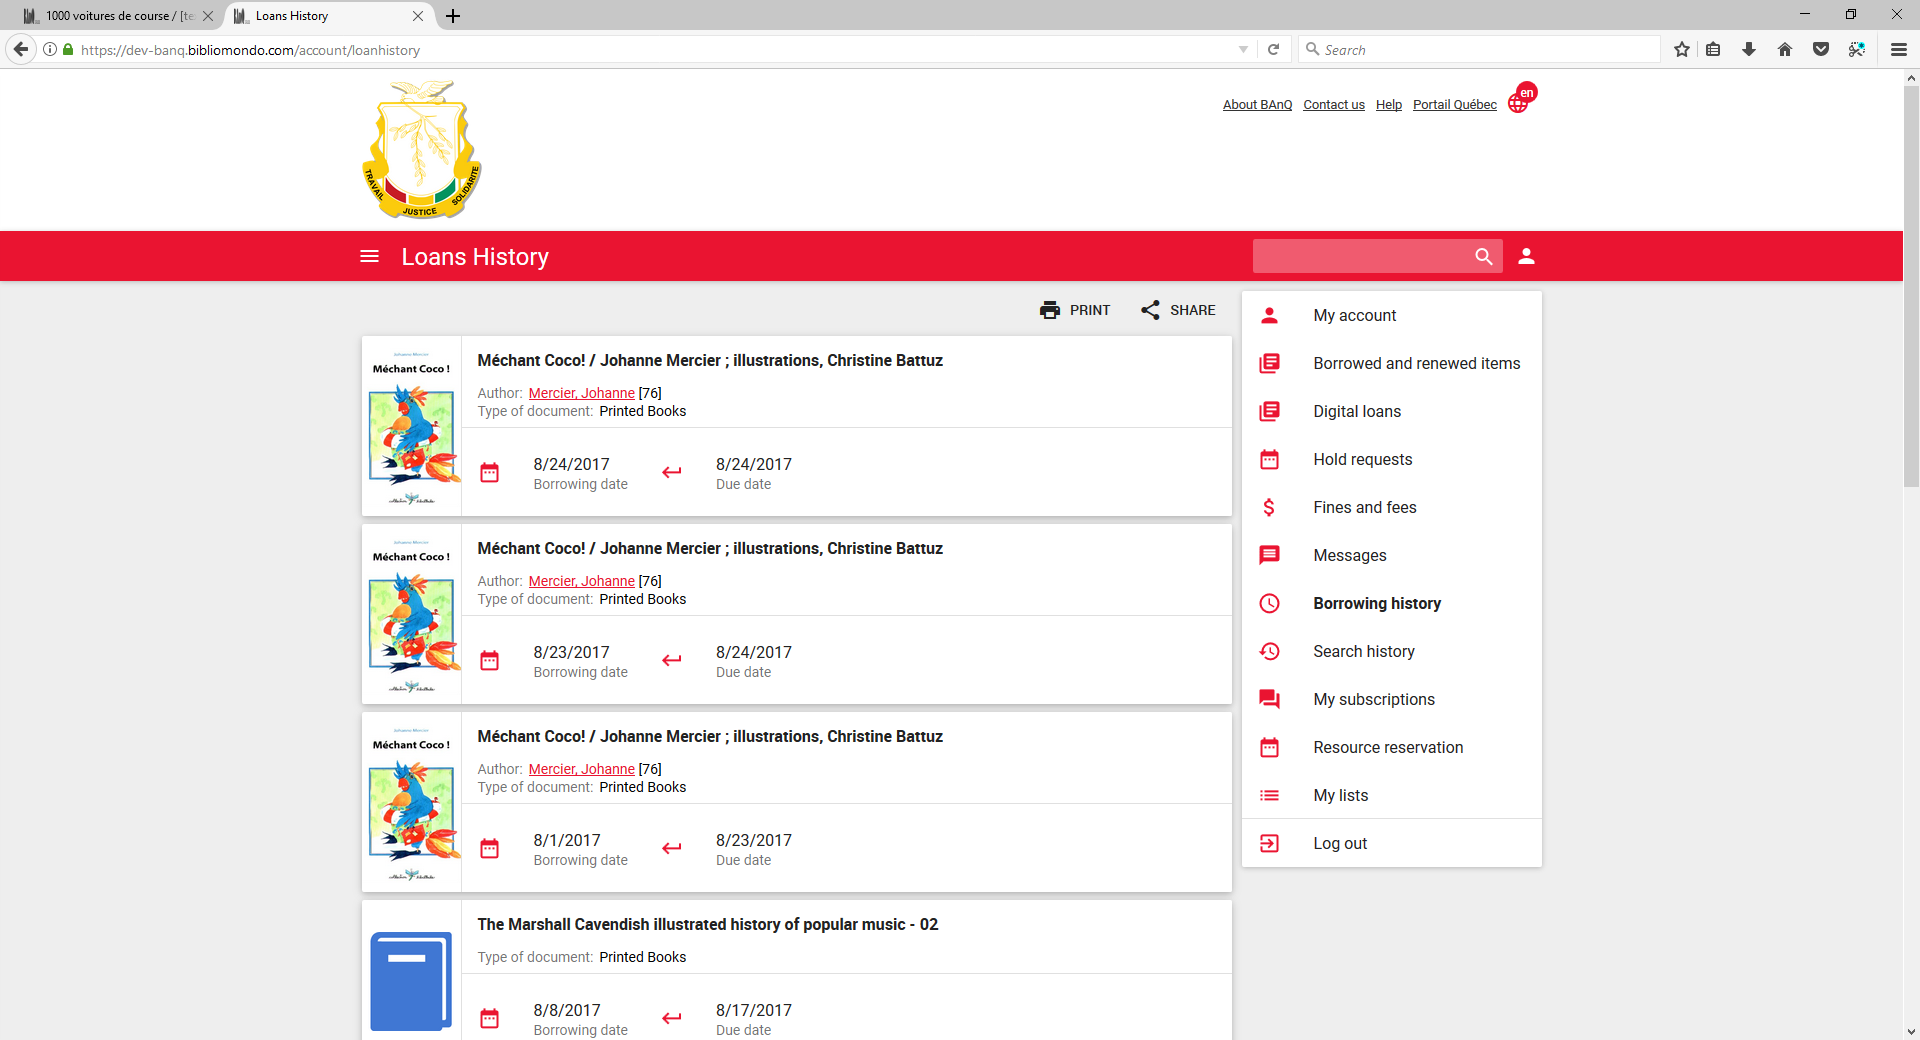 1000 voitures de course / [te
Loans History
https://dev-banq.bibliomondo.com/account/loanhistory
Search
TRAVAIL JUSTICE SOLIDARITE
About BAnQ Contact us Help Portail Québec en
Loans History
PRINT SHARE
Johanne Mercier
Méchant Coco !
Méchant Coco! / Johanne Mercier ; illustrations, Christine Battuz
Author: Mercier, Johanne [76]
Type of document: Printed Books
8/24/2017 8/24/2017
Borrowing date Due date
Johanne Mercier
Méchant Coco !
Méchant Coco! / Johanne Mercier ; illustrations, Christine Battuz
Author: Mercier, Johanne [76]
Type of document: Printed Books
8/23/2017 8/24/2017
Borrowing date Due date
Johanne Mercier
Méchant Coco !
Méchant Coco! / Johanne Mercier ; illustrations, Christine Battuz
Author: Mercier, Johanne [76]
Type of document: Printed Books
8/1/2017 8/23/2017
Borrowing date Due date
The Marshall Cavendish illustrated history of popular music - 02
Type of document: Printed Books
8/8/2017 8/17/2017
Borrowing date Due date
My account
Borrowed and renewed items
Digital loans
Hold requests
Fines and fees
Messages
Borrowing history
Search history
My subscriptions
Resource reservation
My lists
Log out